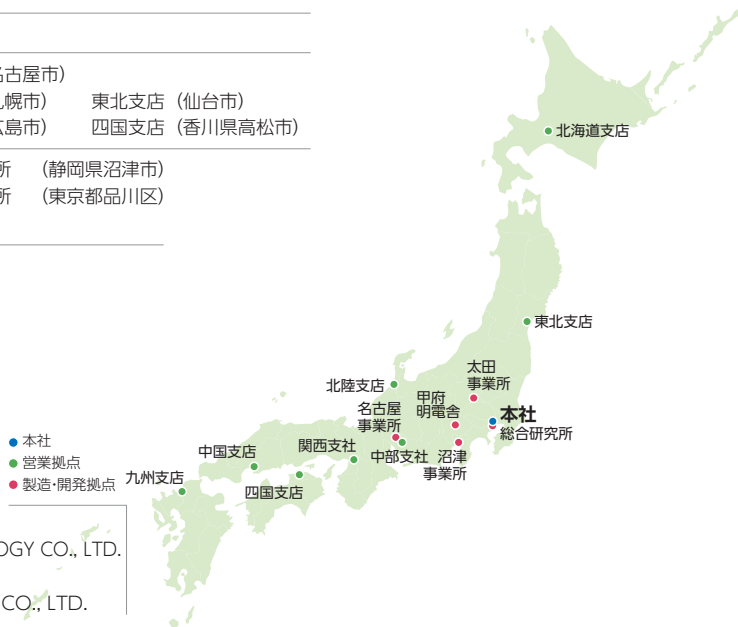 名古屋市）
札幌市） 東北支店（仙台市）
広島市） 四国支店（香川県高松市）
所 （静岡県沼津市）
所 （東京都品川区）
北海道支店
東北支店
太田
事業所
北陸支店
甲府
明電舎
名古屋
事業所
本社
総合研究所
中部支社
沼津
事業所
関西支社
中国支店
四国支店
九州支店
本社
営業拠点
製造・開発拠点
OGY CO., LTD.
CO., LTD.